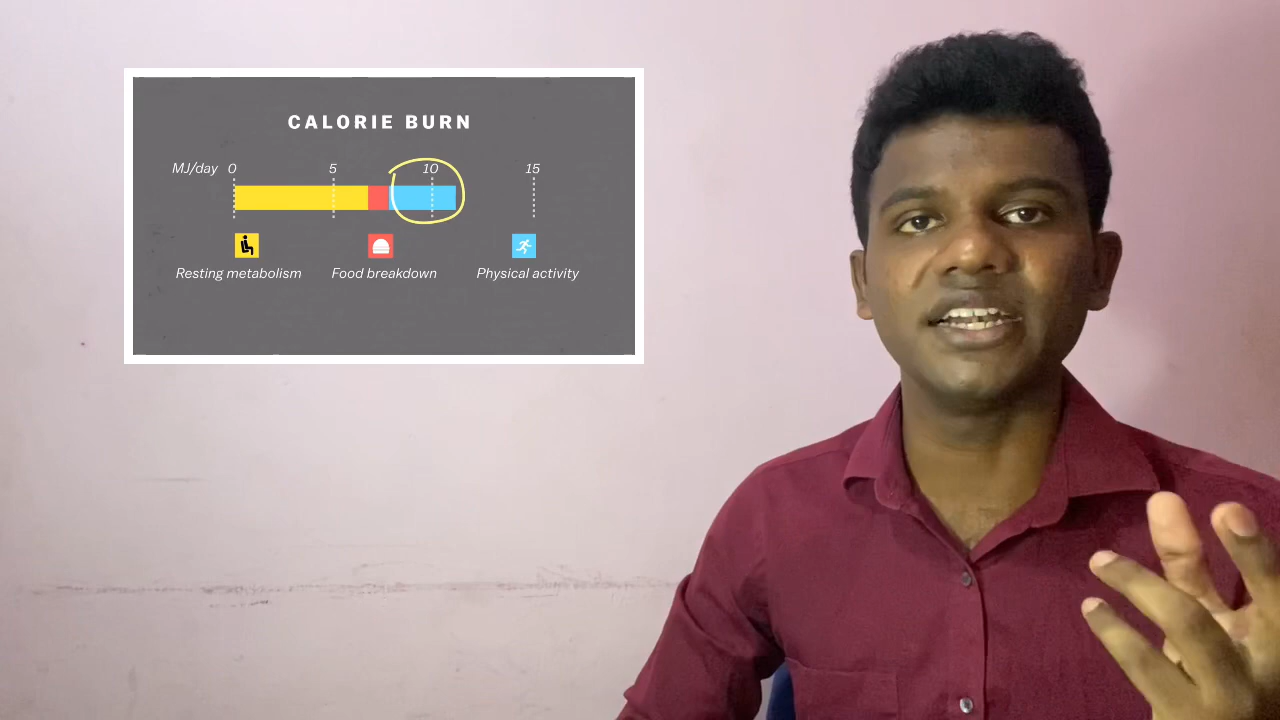 CALORIE BURN
MJ/day 0 5 10 15
Resting metabolism Food breakdown Physical activity